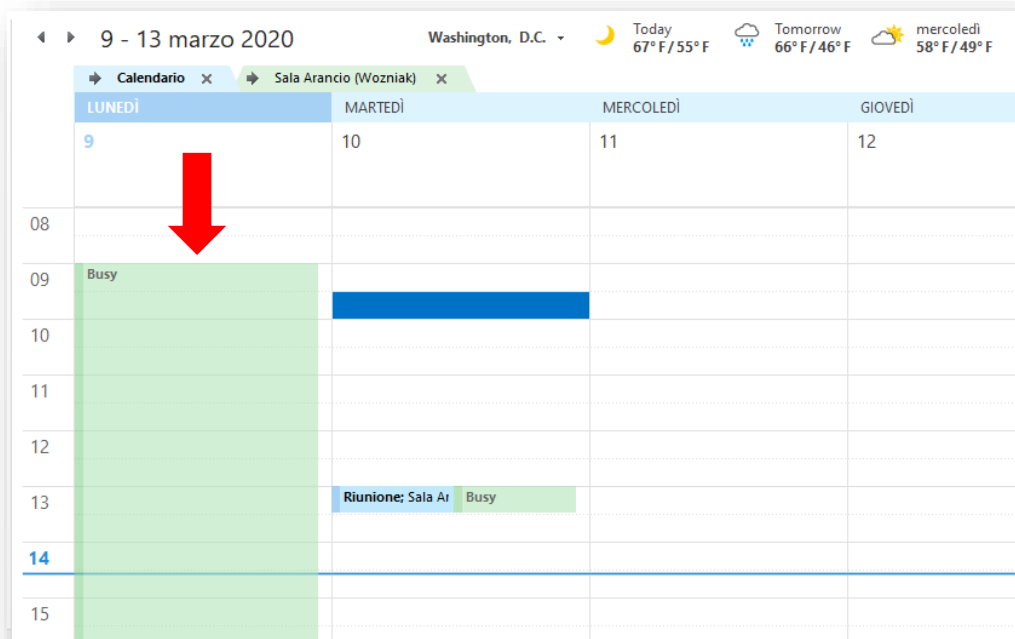 9 - 13 marzo 2020
Washington, D.C.
Today
67° F / 55° F
Tomorrow
66° F / 46° F
mercoledì
58° F / 49° F
Calendario
Sala Arancio (Wozniak)
LUNEDÌ
MARTEDÌ
MERCOLEDÌ
GIOVEDÌ
9
10
11
12
08
09
Busy
10
11
12
13
Riunione; Sala Ar
Busy
14
15